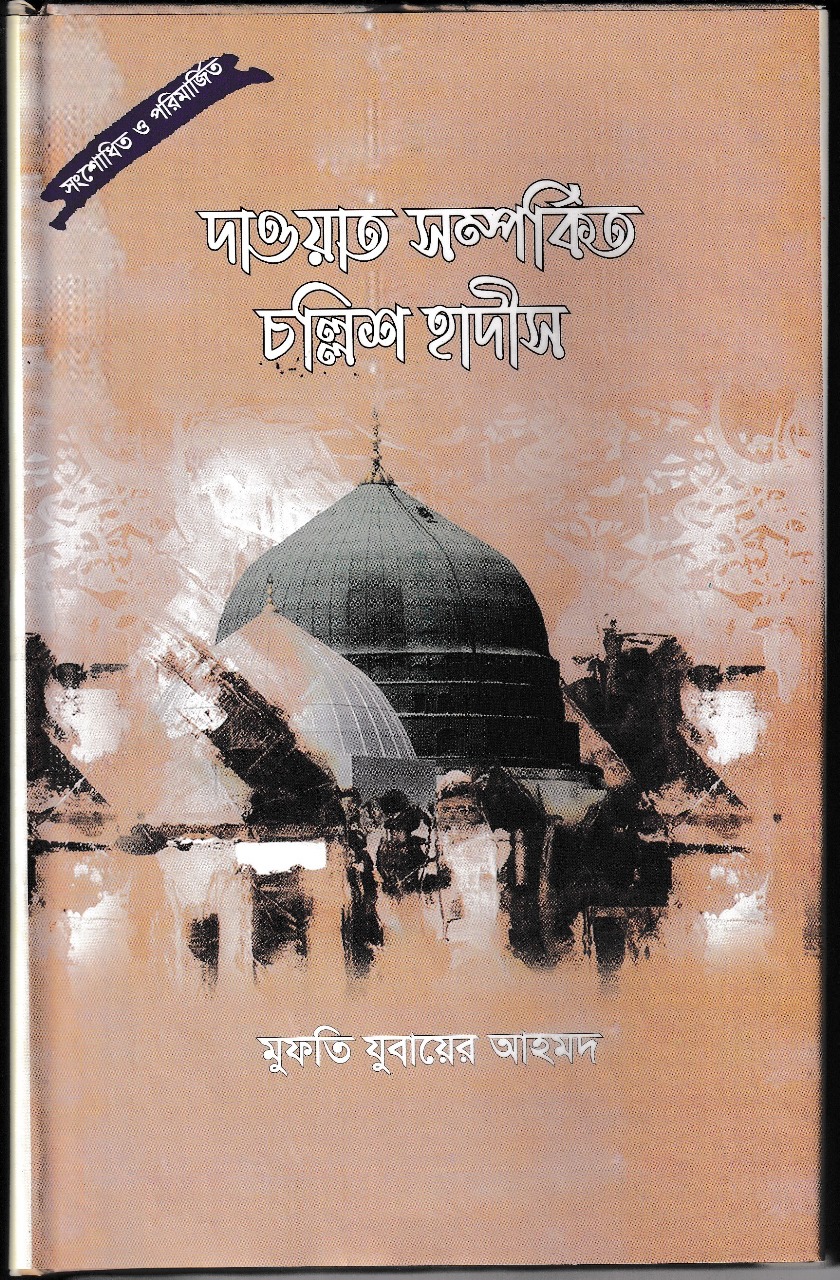 সংশোধিত ও পরিমার্জিত
দাওয়াত সম্পর্কিত
চল্লিশ হাদীস
মুফতি যুবায়ের আহমদ